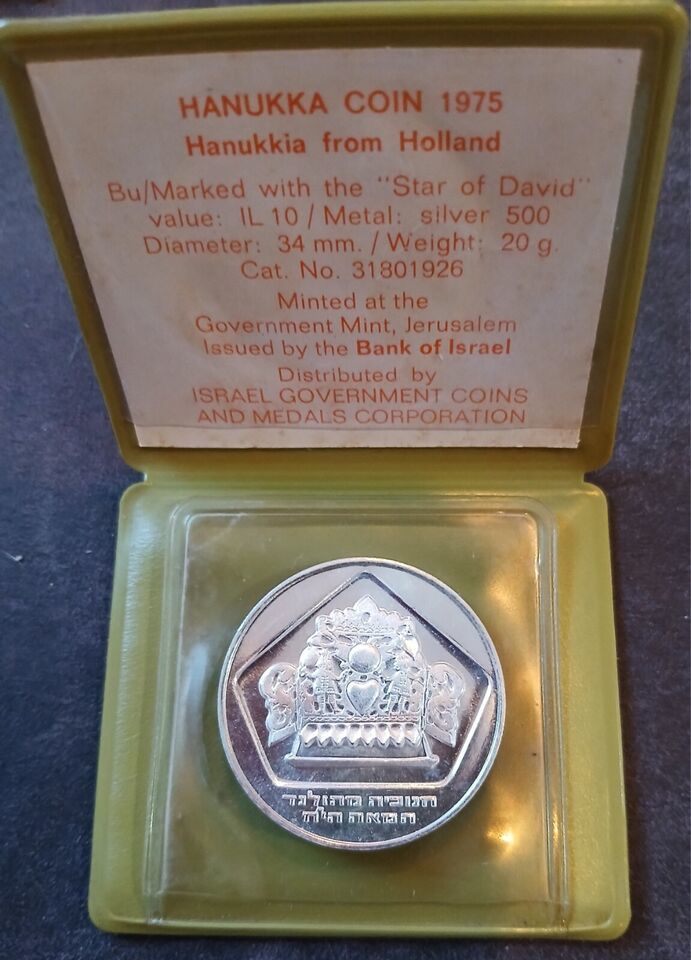 HANUKKA COIN 1975
Hanukkia from Holland
Bu/Marked with the "Star of David"
value: IL 10 / Metal: silver 500
Diameter: 34 mm. / Weight: 20 g.
Cat. No. 31801926
Minted at the
Government Mint, Jerusalem
Issued by the Bank of Israel
Distributed by
ISRAEL GOVERNMENT COINS
AND MEDALS CORPORATION
חנוכיה מהולנד
המאה הי"ח